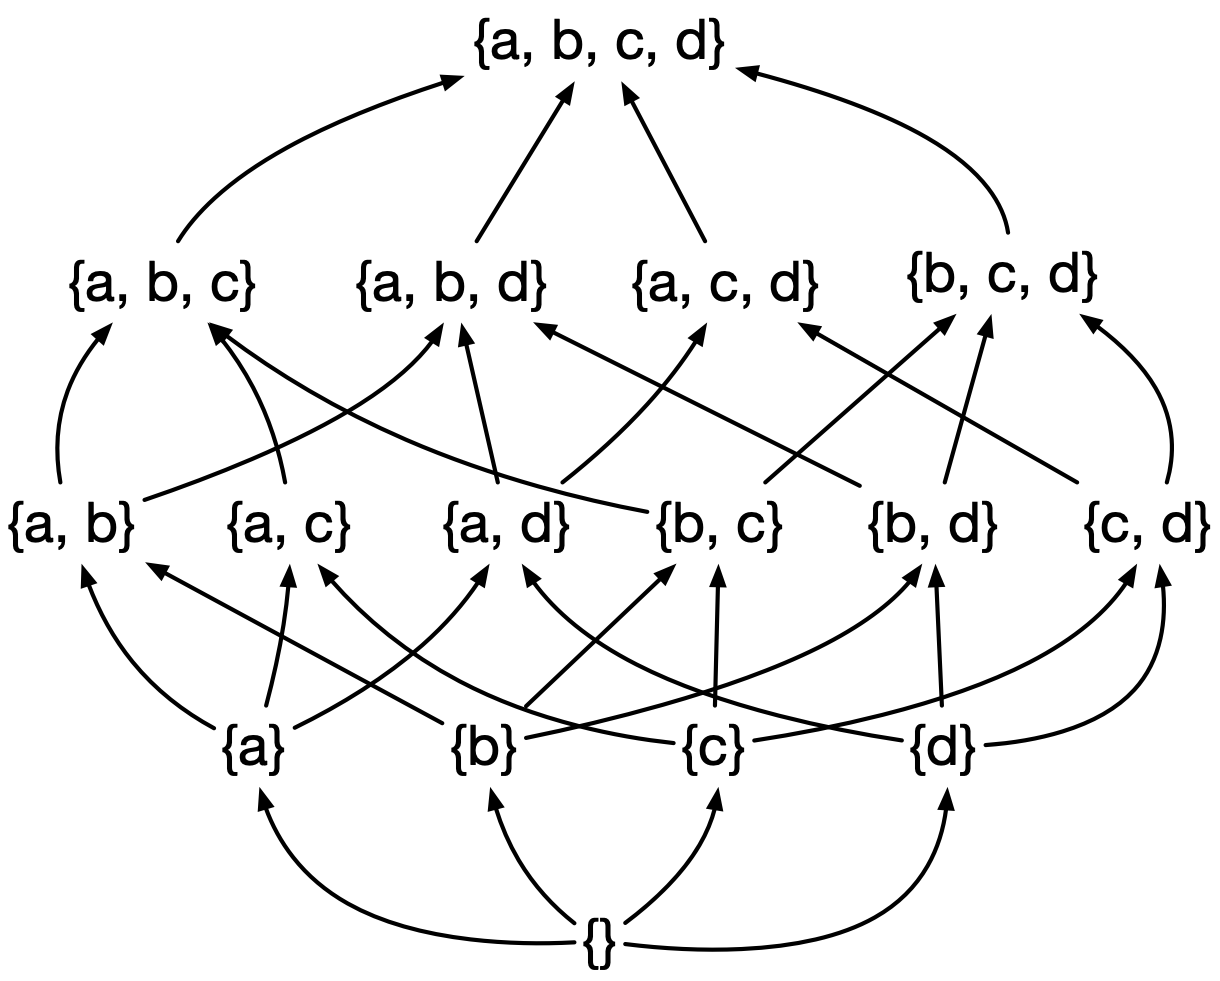 {a, b, c, d}
{a, b, c} {a, b, d} {a, c, d} {b, c, d}
{a, b} {a, c} {a, d} {b, c} {b, d} {c, d}
{a} {b} {c} {d}
{}